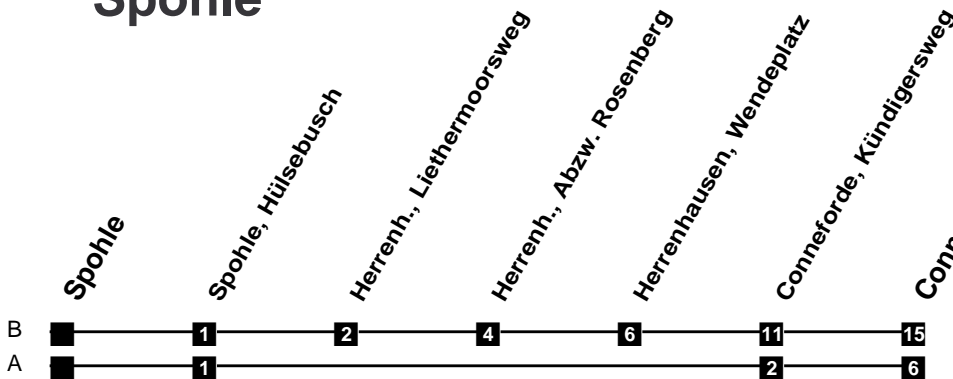 Spohle
Spohle
Spohle, Hülsebusch
Herrenh., Liethermoorsweg
Herrenh., Abzw. Rosenberg
Herrenhausen, Wendeplatz
Conneforde, Kündigersweg
B 1 2 4 6 11 15
A 1 2 6